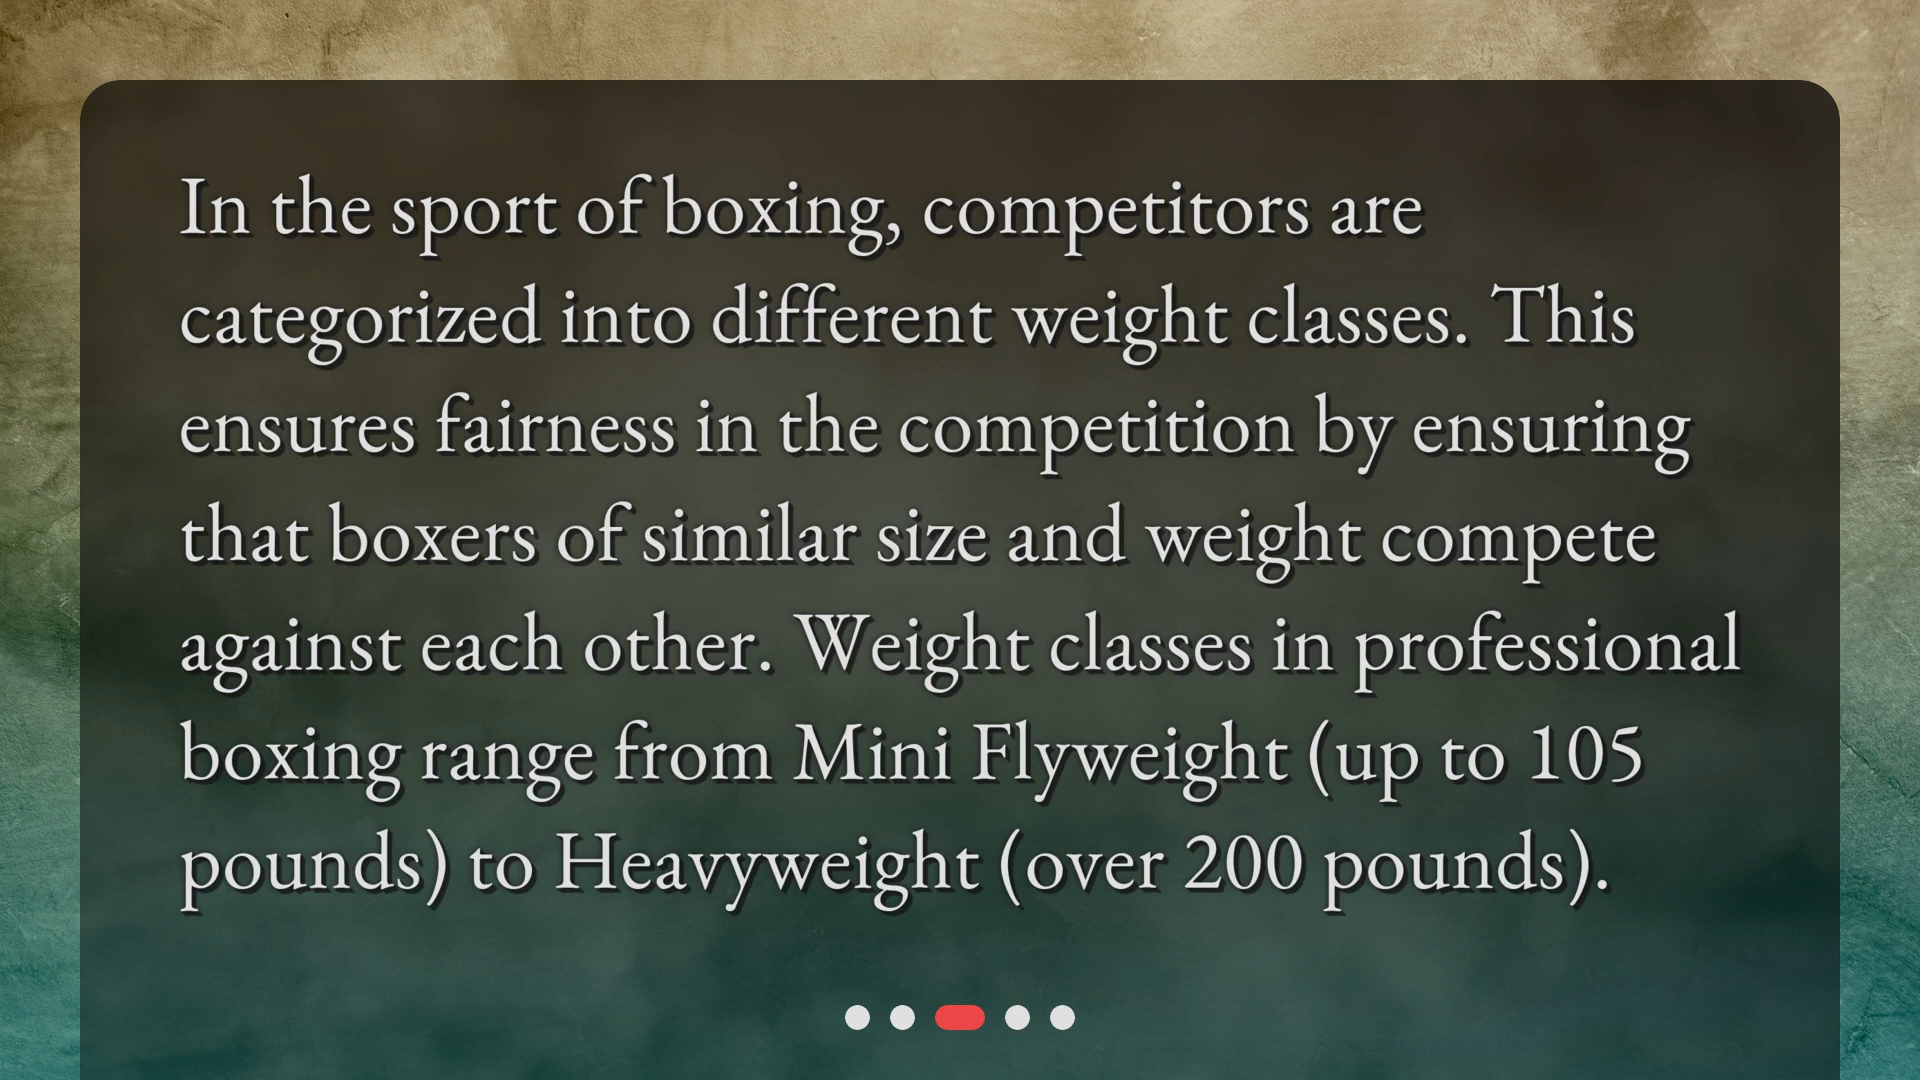 In the sport of boxing, competitors are
categorized into different weight classes. This
ensures fairness in the competition by ensuring
that boxers of similar size and weight compete
against each other. Weight classes in professional
boxing range from Mini Flyweight (up to 105
pounds) to Heavyweight (over 200 pounds).